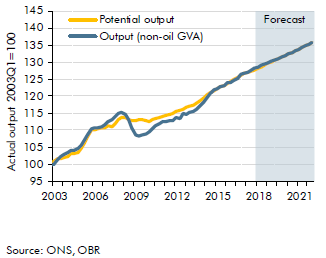 145
140
135
130
125
120
115
110
105
100
95
Actual output 2003Q1=100
Potential output
Output (non-oil GVA)
Forecast
2003 2006 2009 2012 2015 2018 2021
Source: ONS, OBR